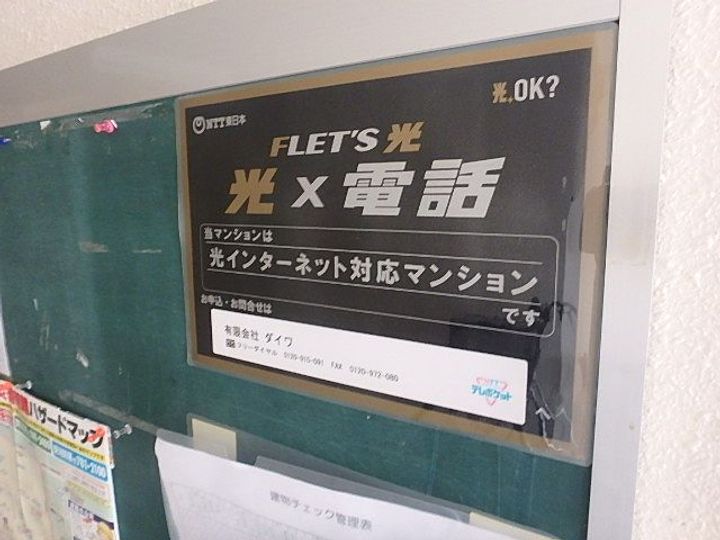 NTT東日本
光、OK?
FLET'S 光
光 x 電話
当マンションは
光インターネット対応マンション
です
お申込・お問合せは
有限会社 ダイワ
フリーダイヤル 0120-915-091 FAX 0120-972-080
テレポケット
ハザードマップ
建物チェック管理表